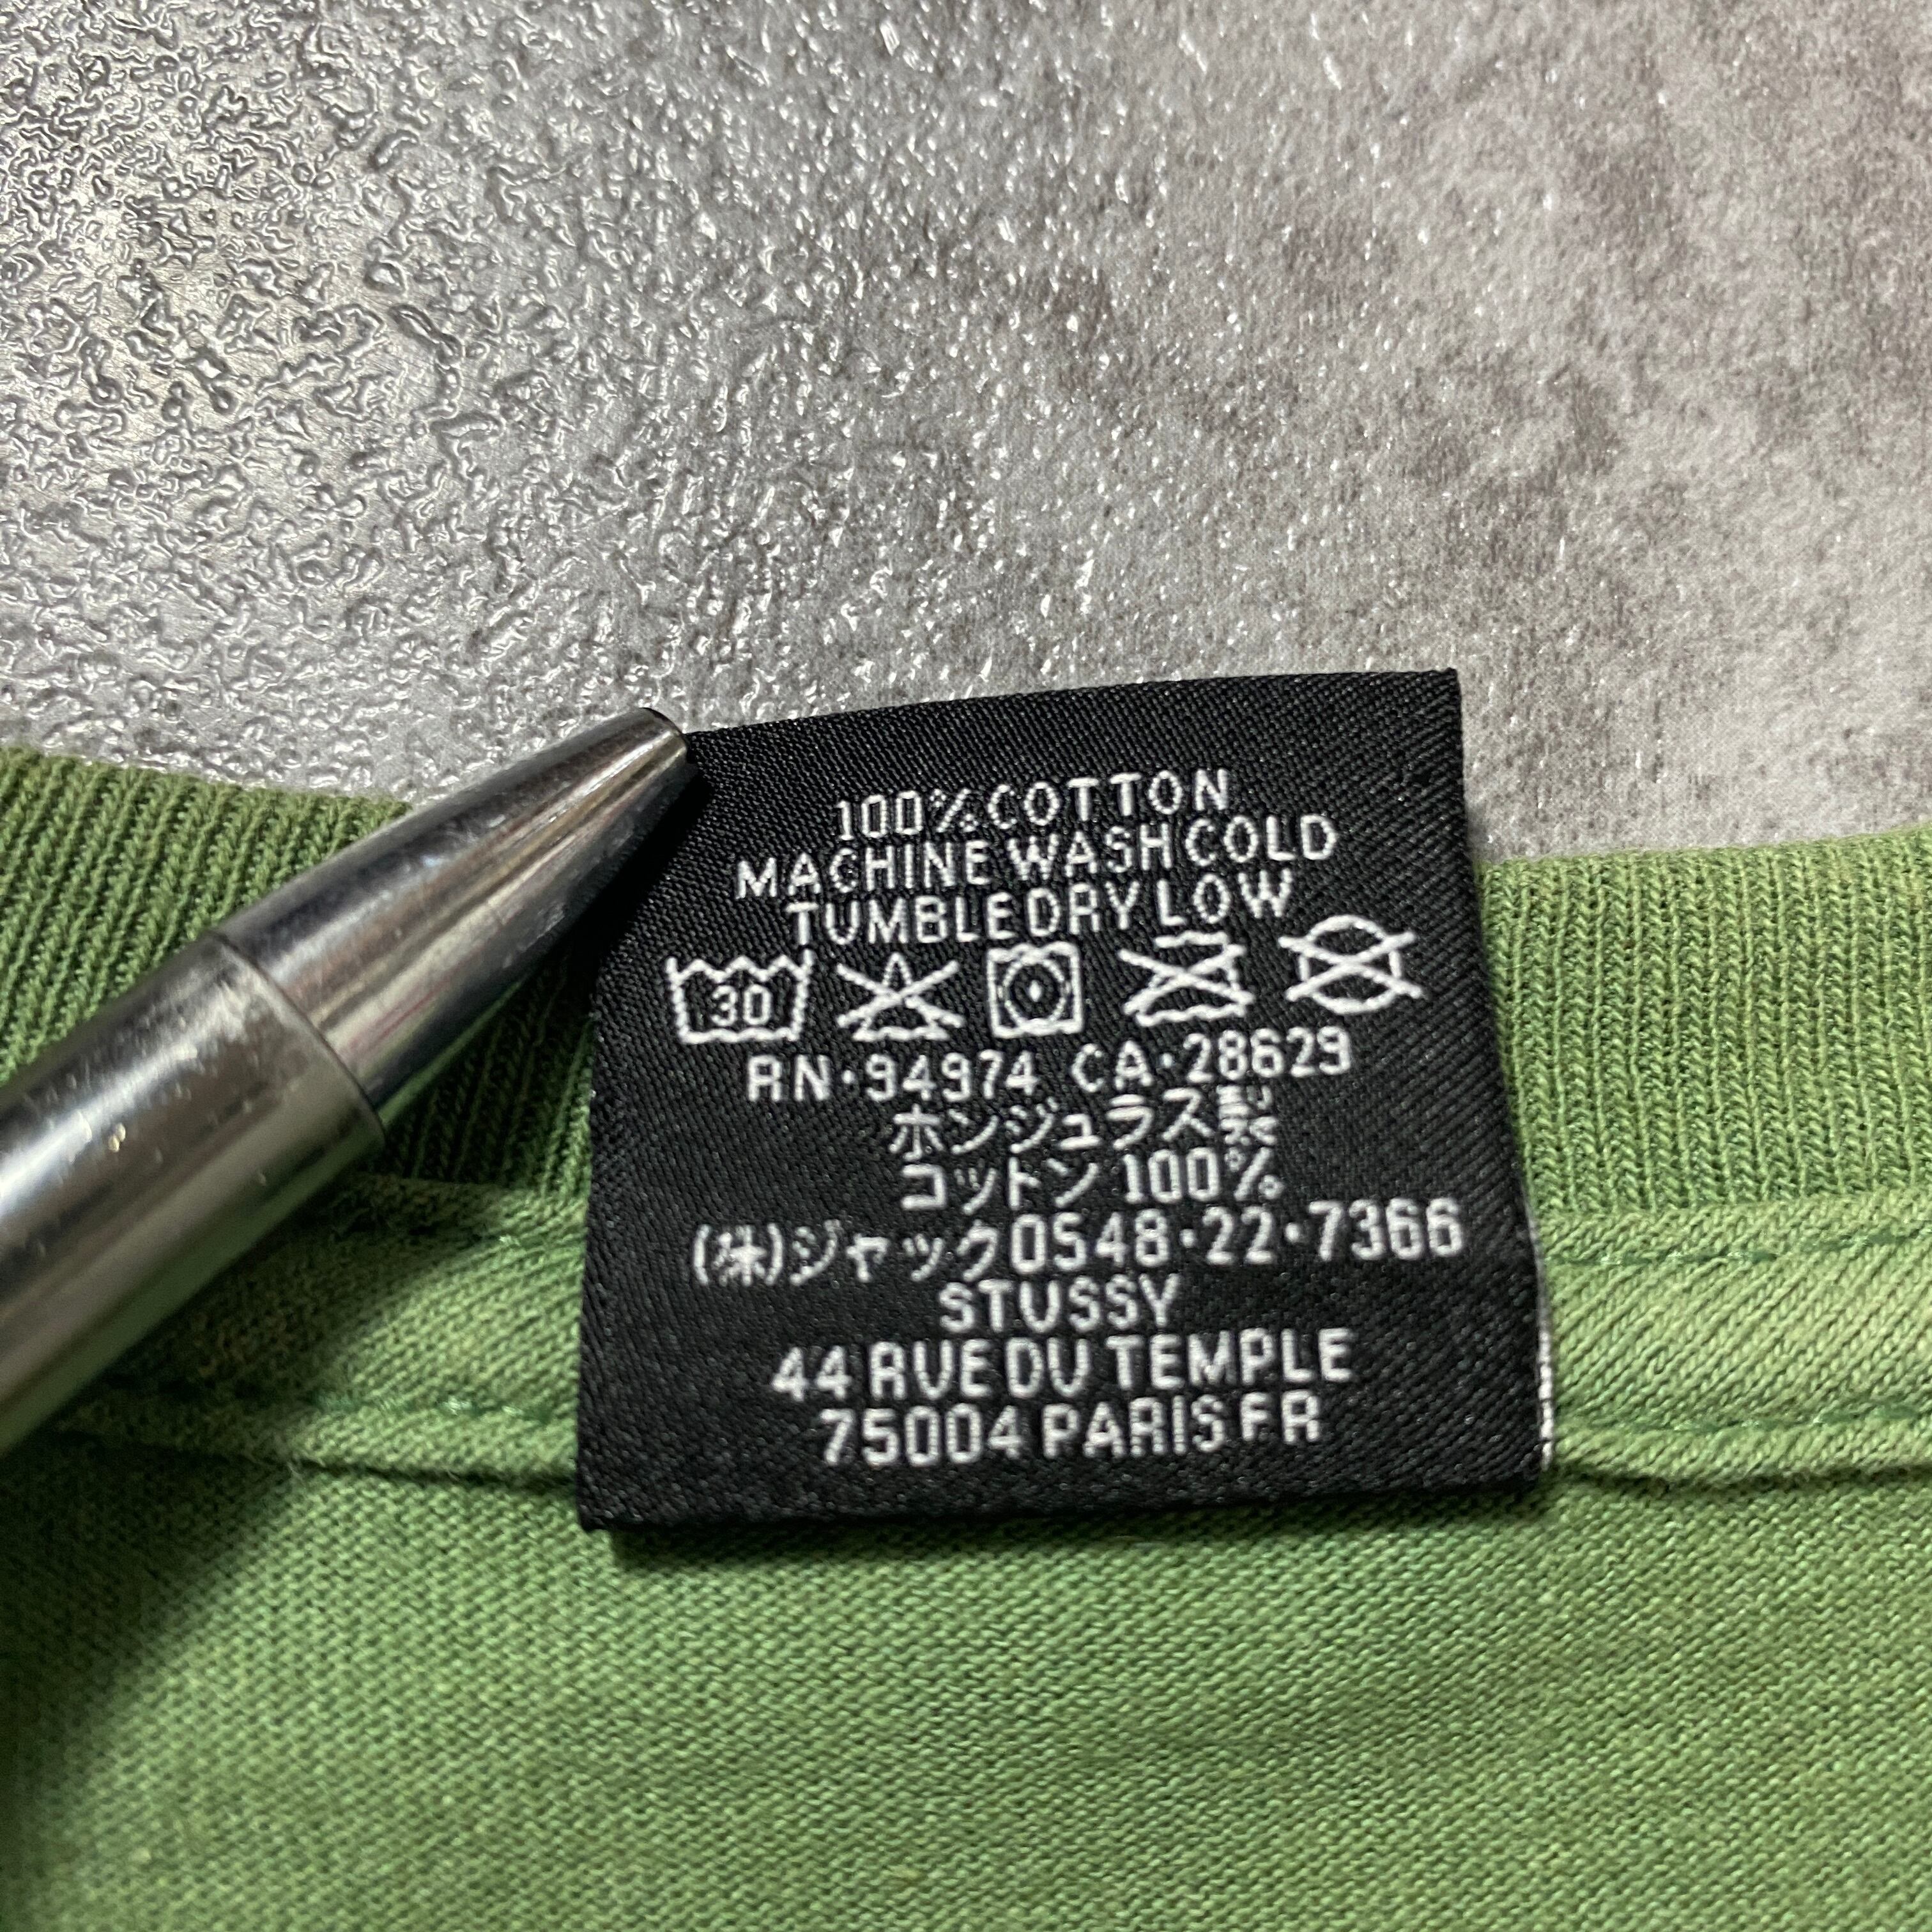 100% COTTON
MACHINE WASH COLD
TUMBLE DRY LOW
30
RN·94974 CA·28629
ホンジュラス製
コットン 100%
(株)ジャック0548·22·7366
STUSSY
44 RUE DU TEMPLE
75004 PARIS FR